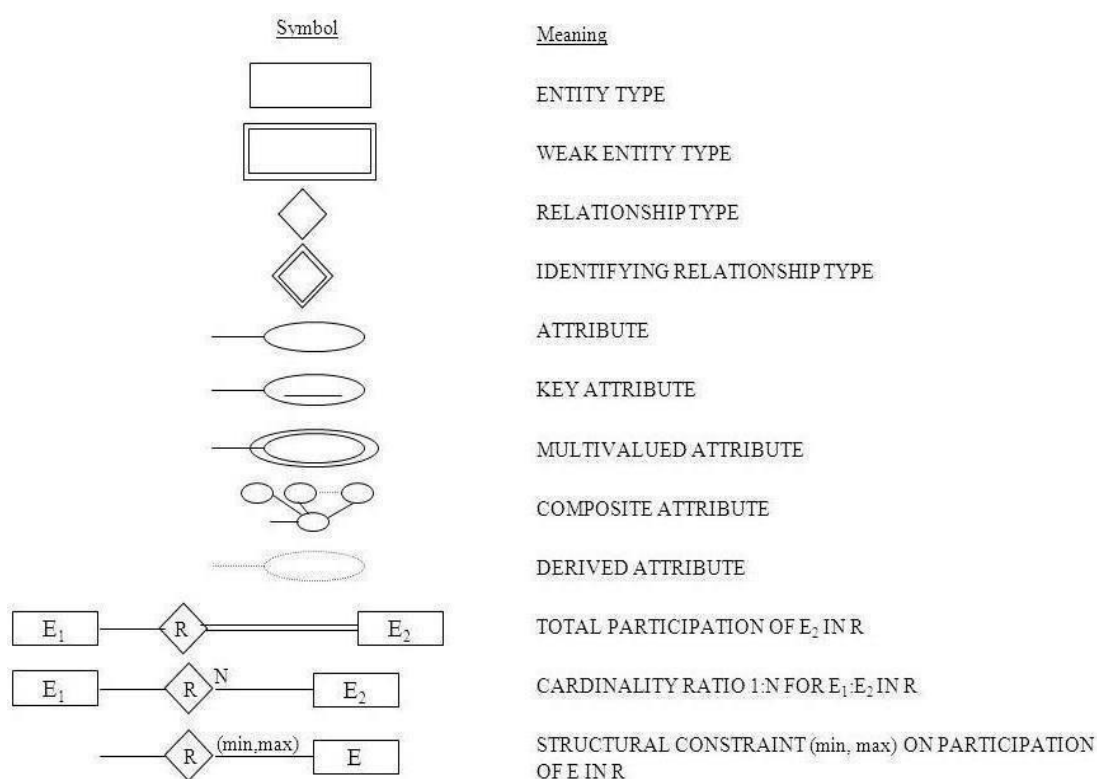 Symbol Meaning
ENTITY TYPE
WEAK ENTITY TYPE
RELATIONSHIP TYPE
IDENTIFYING RELATIONSHIP TYPE
ATTRIBUTE
KEY ATTRIBUTE
MULTIVALUED ATTRIBUTE
COMPOSITE ATTRIBUTE
DERIVED ATTRIBUTE
E₁ R E₂ TOTAL PARTICIPATION OF E₂ IN R
E₁ R N E₂ CARDINALITY RATIO 1:N FOR E₁:E₂ IN R
R (min,max) E STRUCTURAL CONSTRAINT (min, max) ON PARTICIPATION
OF E IN R